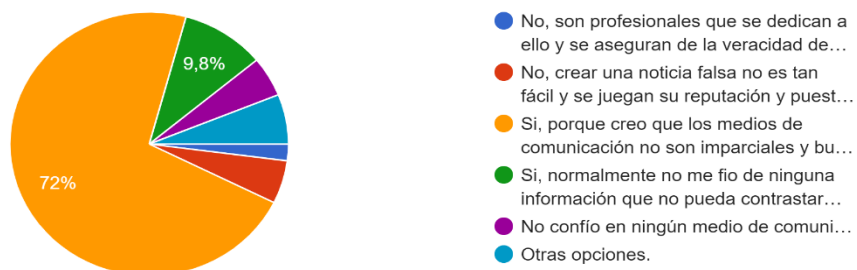 9,8%
72%
No, son profesionales que se dedican a
ello y se aseguran de la veracidad de…
No, crear una noticia falsa no es tan
fácil y se juegan su reputación y puest…
Si, porque creo que los medios de
comunicación no son imparciales y bu…
Si, normalmente no me fio de ninguna
información que no pueda contrastar…
No confío en ningún medio de comuni…
Otras opciones.